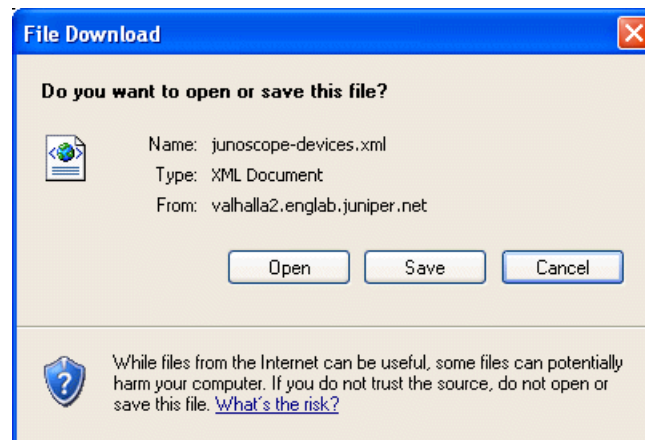 File Download
Do you want to open or save this file?
Name: junoscope-devices.xml
Type: XML Document
From: valhalla2.englab.juniper.net
Open Save Cancel
While files from the Internet can be useful, some files can potentially
harm your computer. If you do not trust the source, do not open or
save this file. What's the risk?